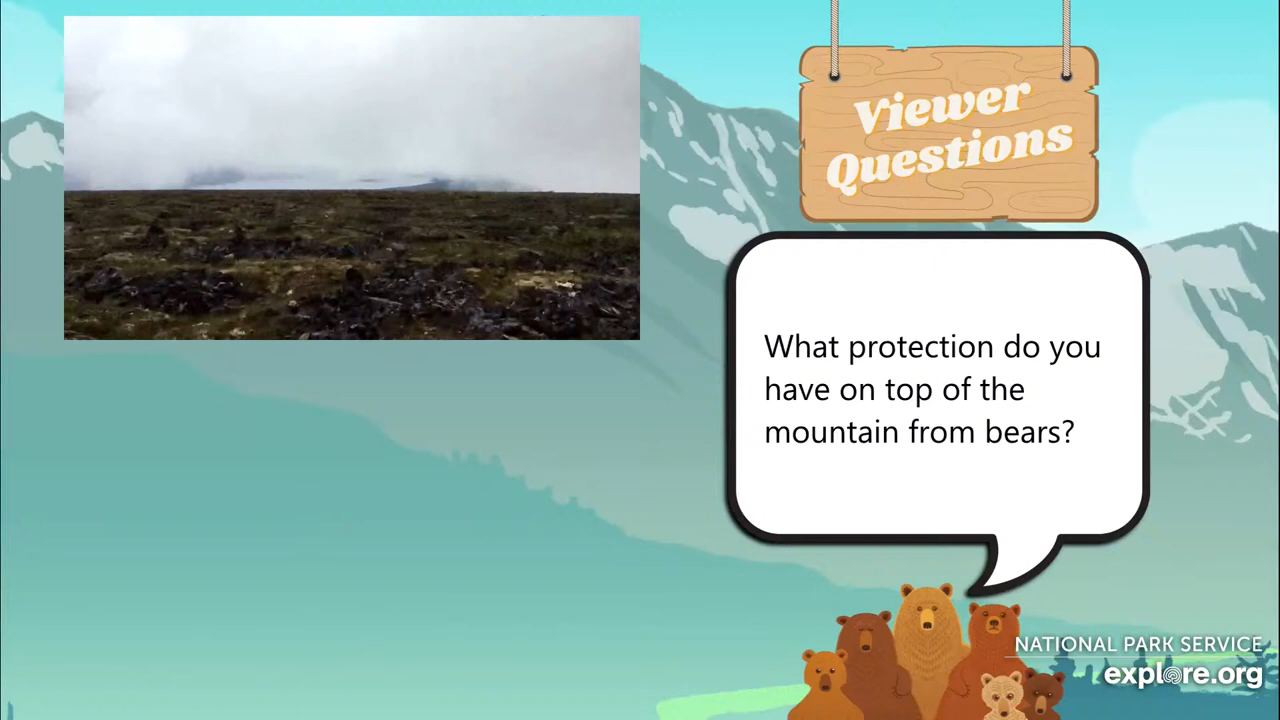 Viewer
Questions
What protection do you
have on top of the
mountain from bears?
NATIONAL PARK SERVICE
explore.org